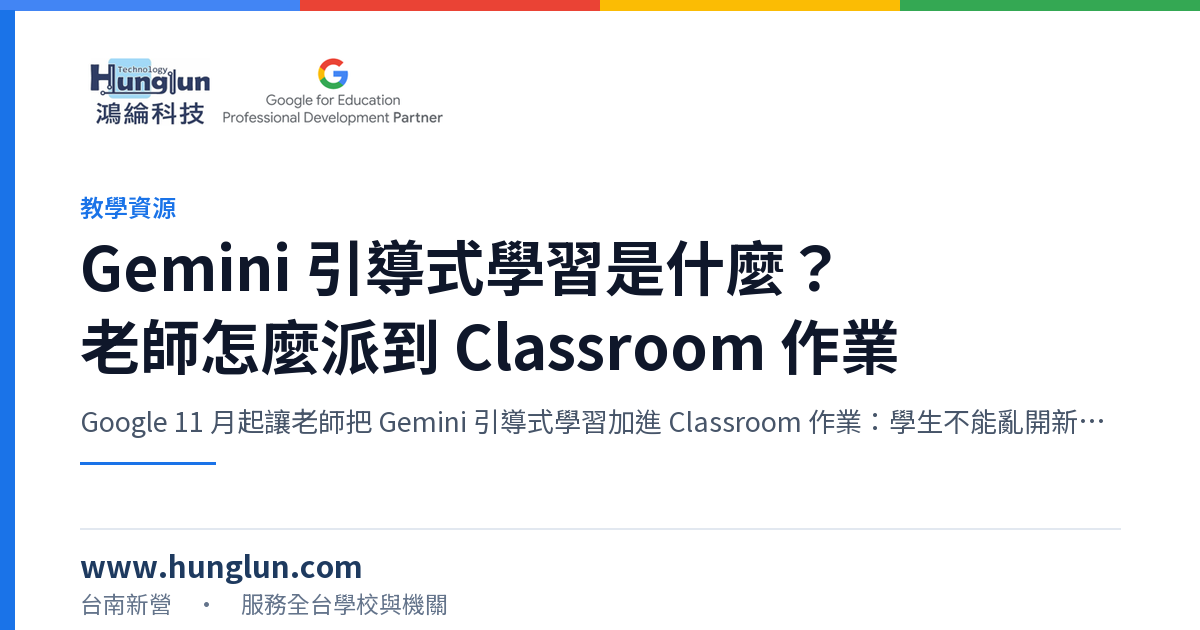 Technology
Hunglun
鴻綸科技
Google for Education
Professional Development Partner
教學資源
Gemini 引導式學習是什麼？
老師怎麼派到 Classroom 作業
Google 11 月起讓老師把 Gemini 引導式學習加進 Classroom 作業：學生不能亂開新…
www.hunglun.com
台南新營 • 服務全台學校與機關